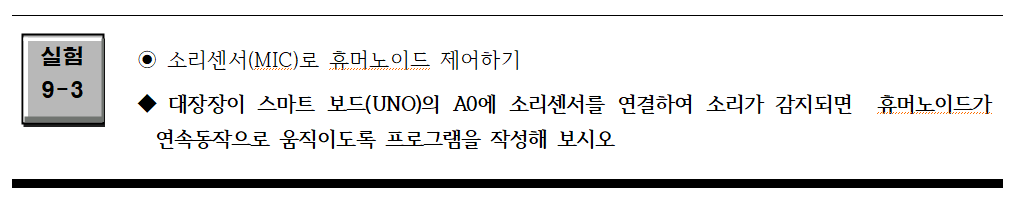 실험
9-3
◉ 소리센서(MIC)로 휴머노이드 제어하기
◆ 대장장이 스마트 보드(UNO)의 A0에 소리센서를 연결하여 소리가 감지되면 휴머노이드가
연속동작으로 움직이도록 프로그램을 작성해 보시오